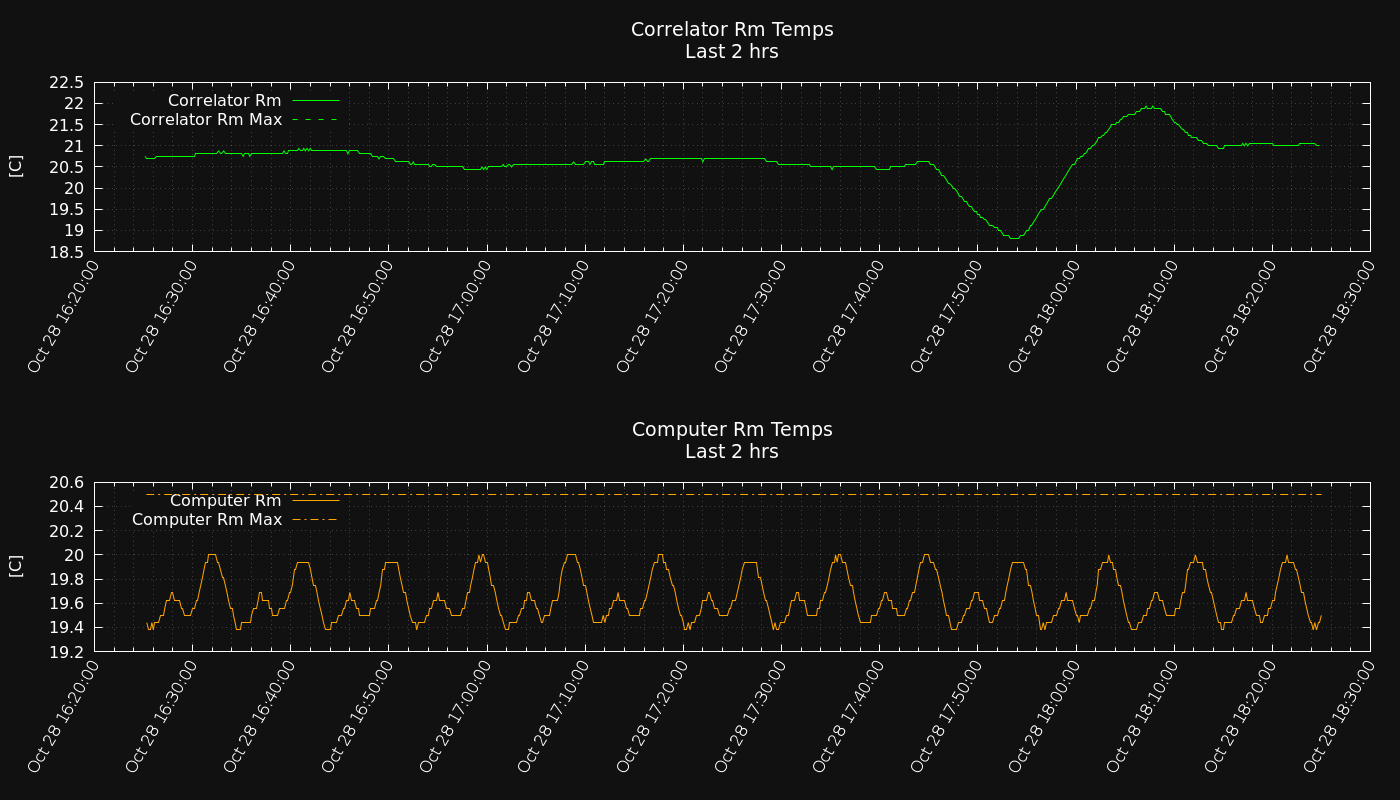 Correlator Rm Temps
Last 2 hrs
22.5
22
21.5
21
20.5
20
19.5
19
18.5
[C]
Correlator Rm
Correlator Rm Max
Oct 28 16:20:00
Oct 28 16:30:00
Oct 28 16:40:00
Oct 28 16:50:00
Oct 28 17:00:00
Oct 28 17:10:00
Oct 28 17:20:00
Oct 28 17:30:00
Oct 28 17:40:00
Oct 28 17:50:00
Oct 28 18:00:00
Oct 28 18:10:00
Oct 28 18:20:00
Oct 28 18:30:00
Computer Rm Temps
Last 2 hrs
20.6
20.4
20.2
20
19.8
19.6
19.4
19.2
[C]
Computer Rm
Computer Rm Max
Oct 28 16:20:00
Oct 28 16:30:00
Oct 28 16:40:00
Oct 28 16:50:00
Oct 28 17:00:00
Oct 28 17:10:00
Oct 28 17:20:00
Oct 28 17:30:00
Oct 28 17:40:00
Oct 28 17:50:00
Oct 28 18:00:00
Oct 28 18:10:00
Oct 28 18:20:00
Oct 28 18:30:00